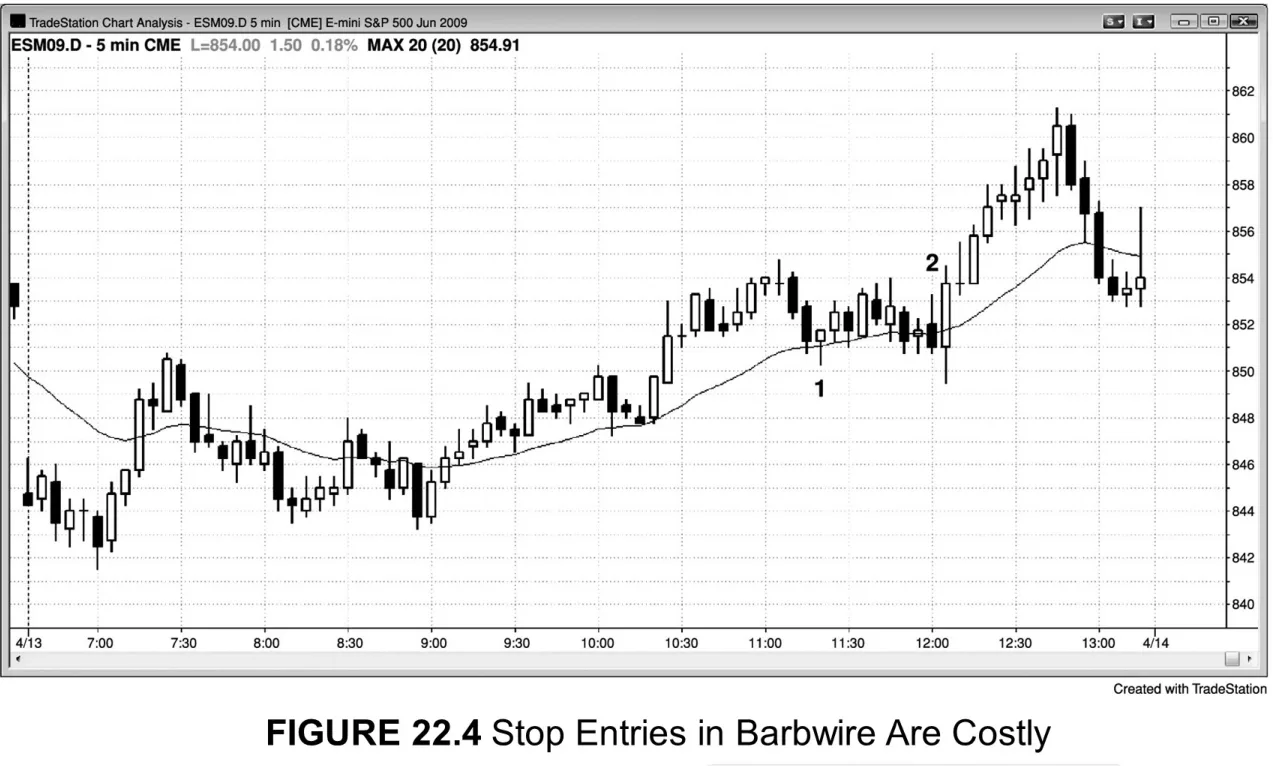 TradeStation Chart Analysis - ESM09.D 5 min [CME] E-mini S&P 500 Jun 2009
S
I
ESM09.D - 5 min CME L=854.00 1.50 0.18% MAX 20 (20) 854.91
862
860
858
856
2
854
852
850
1
848
846
844
842
840
4/13 7:00 7:30 8:00 8:30 9:00 9:30 10:00 10:30 11:00 11:30 12:00 12:30 13:00 4/14
Created with TradeStation
FIGURE 22.4 Stop Entries in Barbwire Are Costly